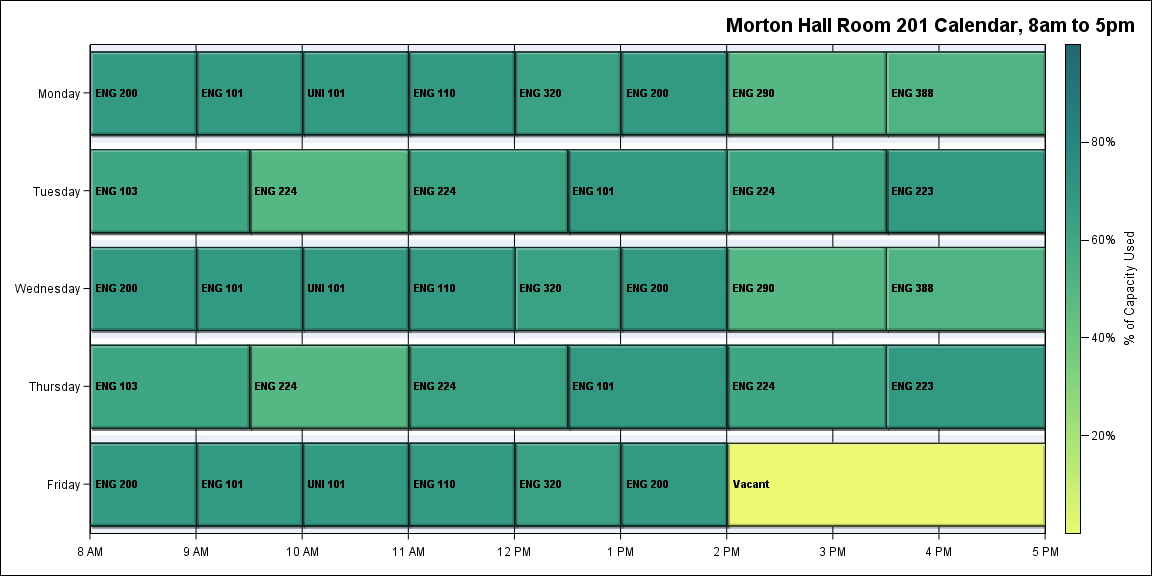 Morton Hall Room 201 Calendar, 8am to 5pm
Monday
ENG 200
ENG 101
UNI 101
ENG 110
ENG 320
ENG 200
ENG 290
ENG 388
Tuesday
ENG 103
ENG 224
ENG 224
ENG 101
ENG 224
ENG 223
Wednesday
ENG 200
ENG 101
UNI 101
ENG 110
ENG 320
ENG 200
ENG 290
ENG 388
Thursday
ENG 103
ENG 224
ENG 224
ENG 101
ENG 224
ENG 223
Friday
ENG 200
ENG 101
UNI 101
ENG 110
ENG 320
ENG 200
Vacant
8 AM
9 AM
10 AM
11 AM
12 PM
1 PM
2 PM
3 PM
4 PM
5 PM
80%
60%
40%
20%
% of Capacity Used